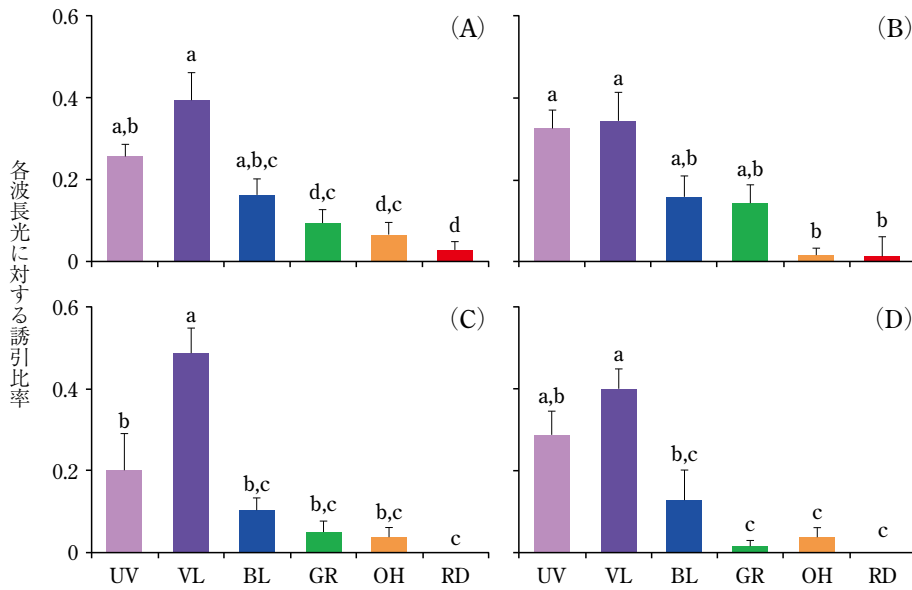 各波長光に対する誘引比率
0.6
0.4
0.2
0
(A)
a,b
a
a,b,c
d,c
d,c
d
(B)
a
a
a,b
a,b
b
b
0.6
0.4
0.2
0
(C)
b
a
b,c
b,c
b,c
c
(D)
a,b
a
b,c
c
c
c
UV VL BL GR OH RD
UV VL BL GR OH RD